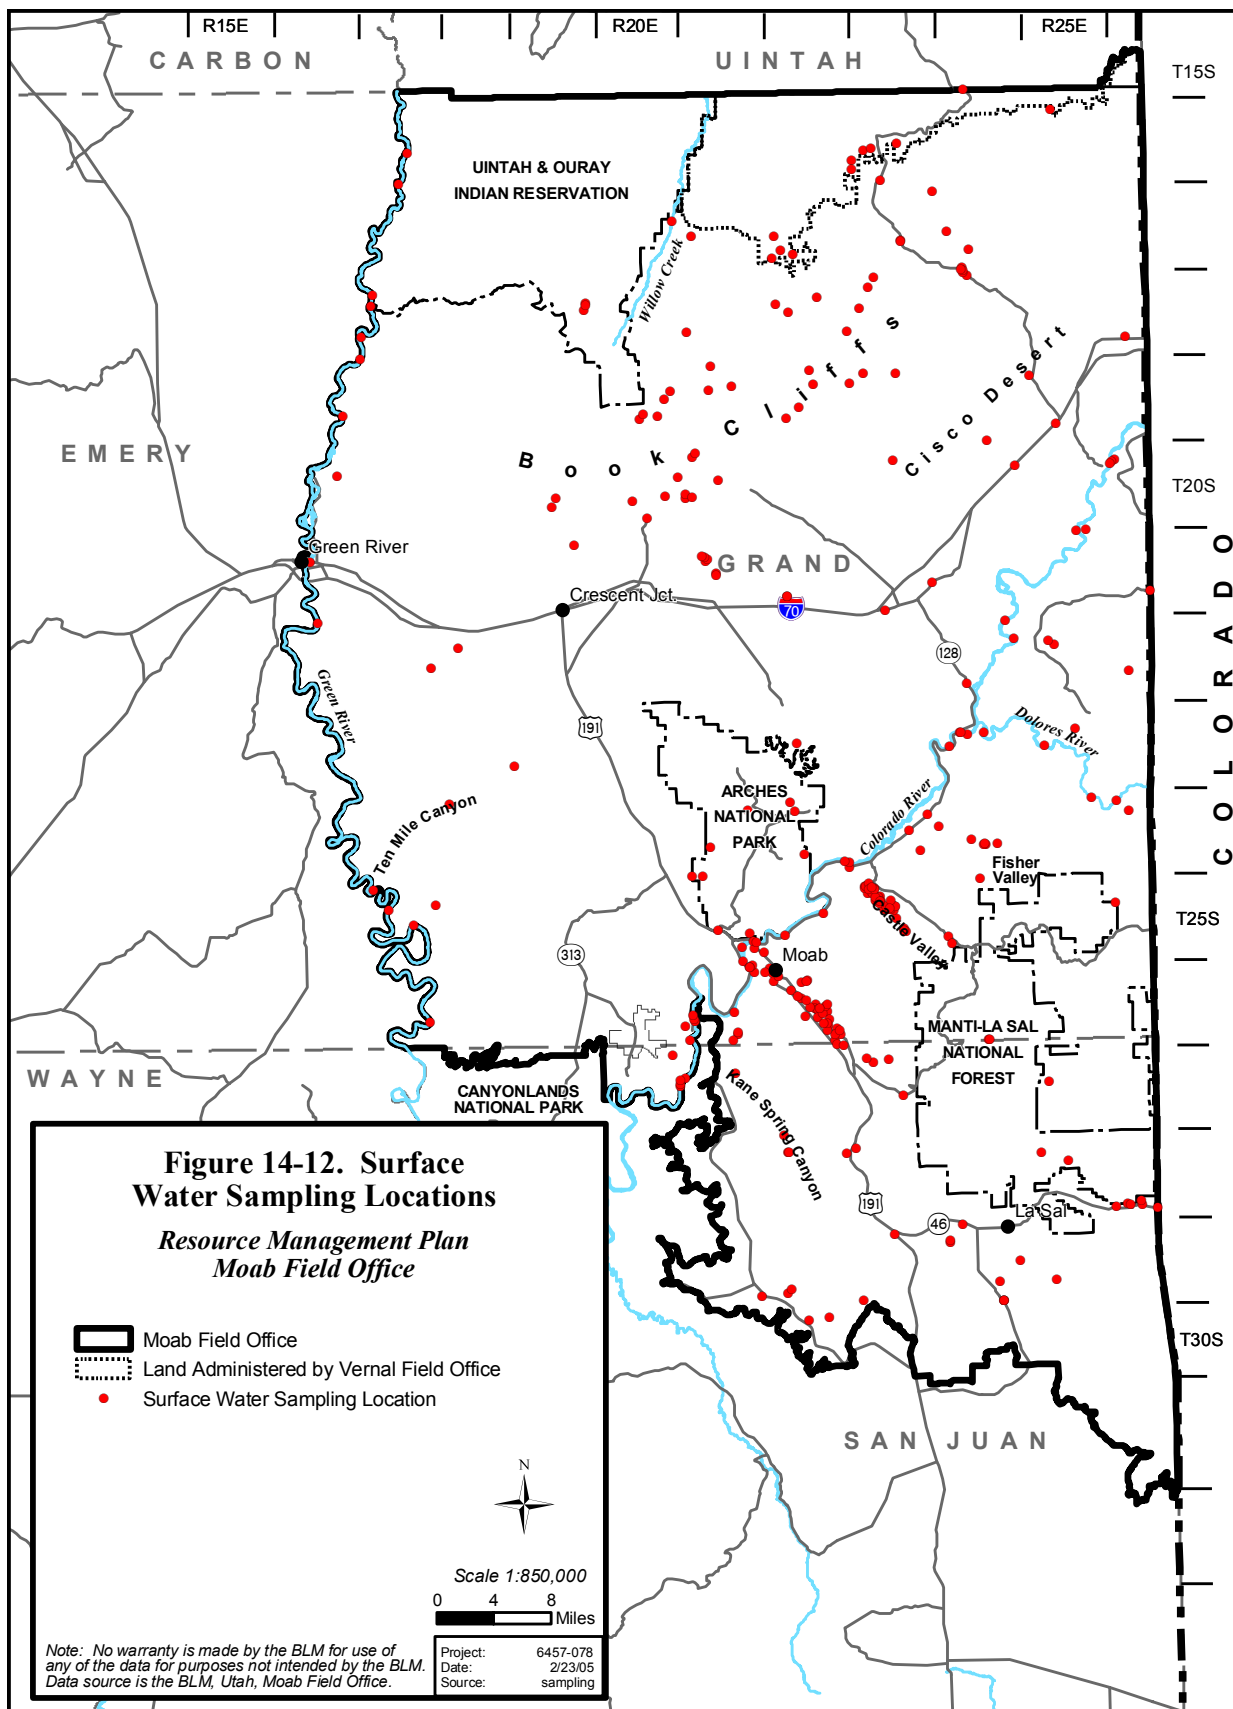 R15E
R20E
R25E
CARBON
UINTAH
T15S
UINTAH & OURAY
INDIAN RESERVATION
Willow Creek
Book Cliffs
Cisco Desert
EMERY
T20S
Green River
GRAND
Crescent Jct.
70
COLORADO
128
Green River
191
Dolores River
ARCHES
NATIONAL
PARK
Colorado River
Ten Mile Canyon
Fisher
Valley
Castle Valley
T25S
313
Moab
MANTI-LA SAL
NATIONAL
FOREST
WAYNE
CANYONLANDS
NATIONAL PARK
Kane Spring Canyon
191
46
La Sal
T30S
SAN JUAN
Figure 14-12. Surface
Water Sampling Locations
Resource Management Plan
Moab Field Office
Moab Field Office
Land Administered by Vernal Field Office
Surface Water Sampling Location
N
Scale 1:850,000
0 4 8
Miles
Note: No warranty is made by the BLM for use of
any of the data for purposes not intended by the BLM.
Data source is the BLM, Utah, Moab Field Office.
Project: 6457-078
Date: 2/23/05
Source: sampling